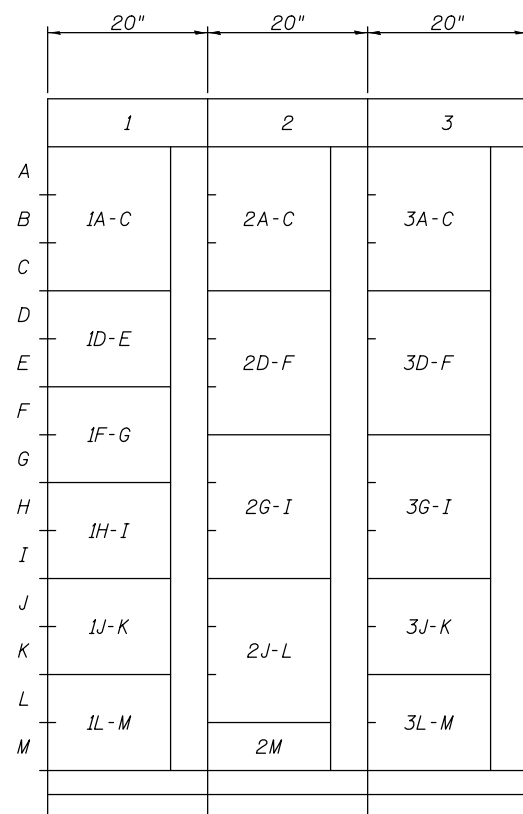 20" 20" 20"
1 2 3
A
B 1A-C 2A-C 3A-C
C
D
1D-E
E 2D-F 3D-F
F
1F-G
G
H 2G-I 3G-I
1H-I
I
J
1J-K 3J-K
K 2J-L
L
1L-M 3L-M
M 2M